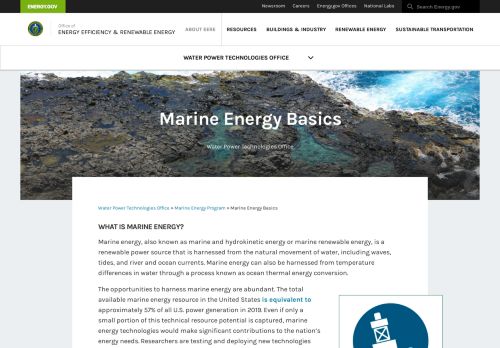 ENERGY.GOV
Newsroom Careers Energy.gov Offices National Labs Search Energy.gov
Office of
ENERGY EFFICIENCY & RENEWABLE ENERGY
ABOUT EERE RESOURCES BUILDINGS & INDUSTRY RENEWABLE ENERGY SUSTAINABLE TRANSPORTATION
WATER POWER TECHNOLOGIES OFFICE
Marine Energy Basics
Water Power Technologies Office
Water Power Technologies Office » Marine Energy Program » Marine Energy Basics
WHAT IS MARINE ENERGY?
Marine energy, also known as marine and hydrokinetic energy or marine renewable energy, is a
renewable power source that is harnessed from the natural movement of water, including waves,
tides, and river and ocean currents. Marine energy can also be harnessed from temperature
differences in water through a process known as ocean thermal energy conversion.
The opportunities to harness marine energy are abundant. The total
available marine energy resource in the United States is equivalent to
approximately 57% of all U.S. power generation in 2019. Even if only a
small portion of this technical resource potential is captured, marine
energy technologies would make significant contributions to the nation's
energy needs. Researchers are testing and deploying new technologies